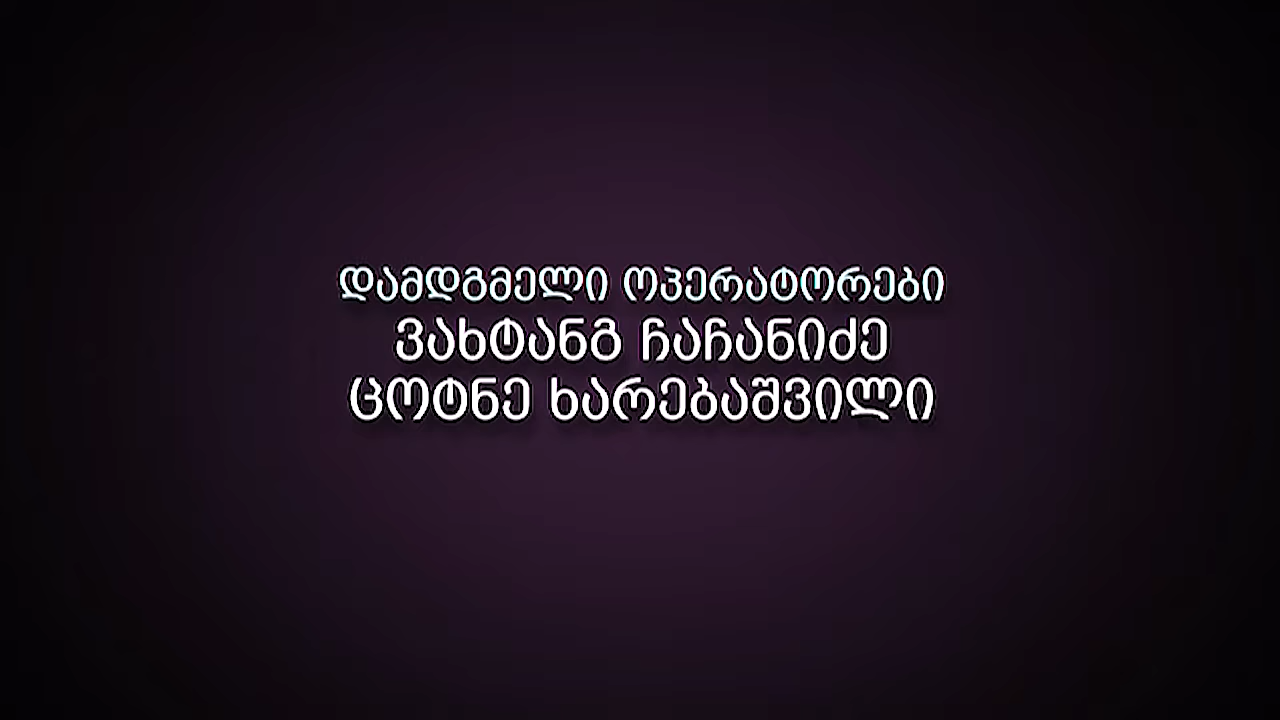 დამდგმელი ოპერატორები
ვახტანგ ჩაჩანიძე
ცოტნე ხარებაშვილი